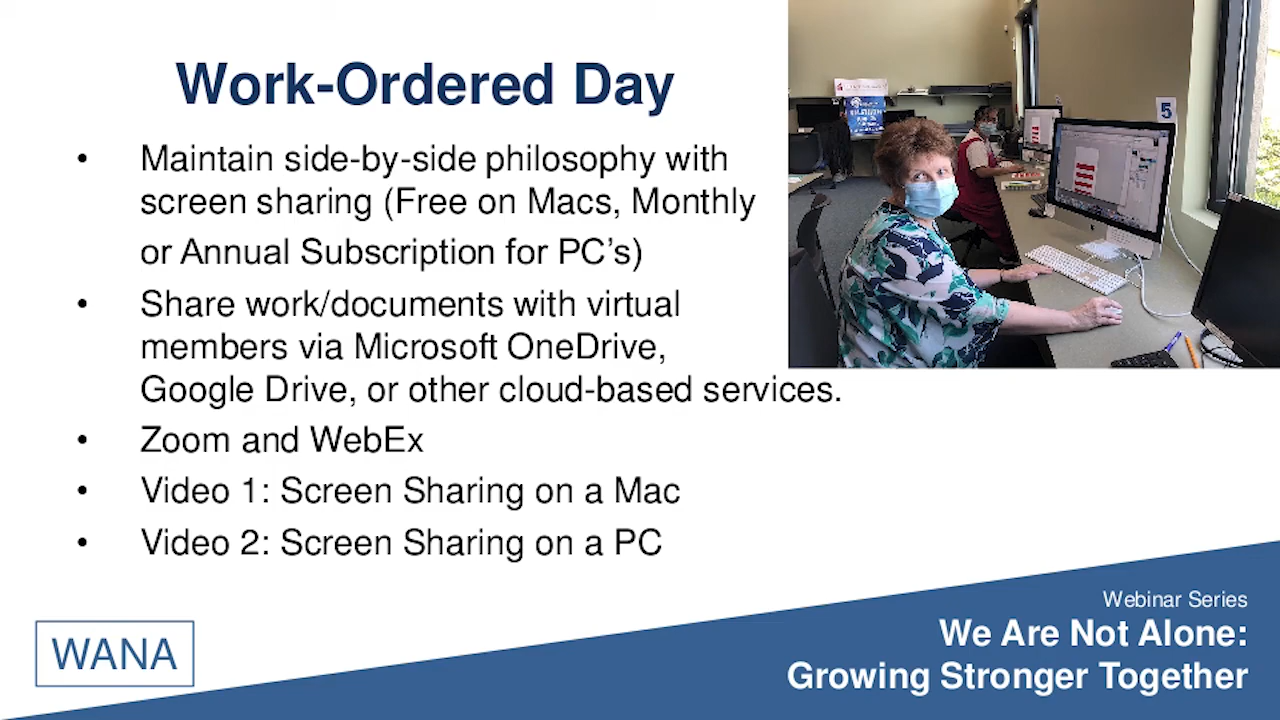 Work-Ordered Day
• Maintain side-by-side philosophy with
screen sharing (Free on Macs, Monthly
or Annual Subscription for PC’s)
• Share work/documents with virtual
members via Microsoft OneDrive,
Google Drive, or other cloud-based services.
• Zoom and WebEx
• Video 1: Screen Sharing on a Mac
• Video 2: Screen Sharing on a PC
5
WANA
Webinar Series
We Are Not Alone:
Growing Stronger Together